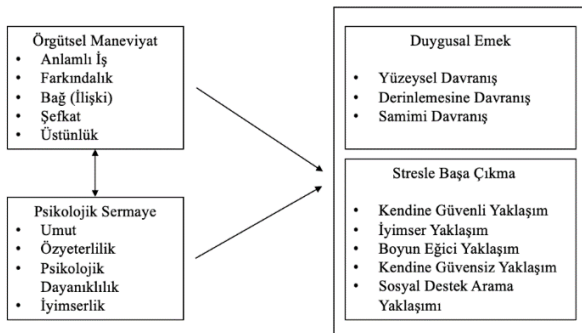 Örgütsel Maneviyat
• Anlamlı İş
• Farkındalık
• Bağ (İlişki)
• Şefkat
• Üstünlük
Psikolojik Sermaye
• Umut
• Özyeterlilik
• Psikolojik
Dayanıklılık
• İyimserlik
Duygusal Emek
• Yüzeysel Davranış
• Derinlemesine Davranış
• Samimi Davranış
Stresle Başa Çıkma
• Kendine Güvenli Yaklaşım
• İyimser Yaklaşım
• Boyun Eğici Yaklaşım
• Kendine Güvensiz Yaklaşım
• Sosyal Destek Arama
Yaklaşımı